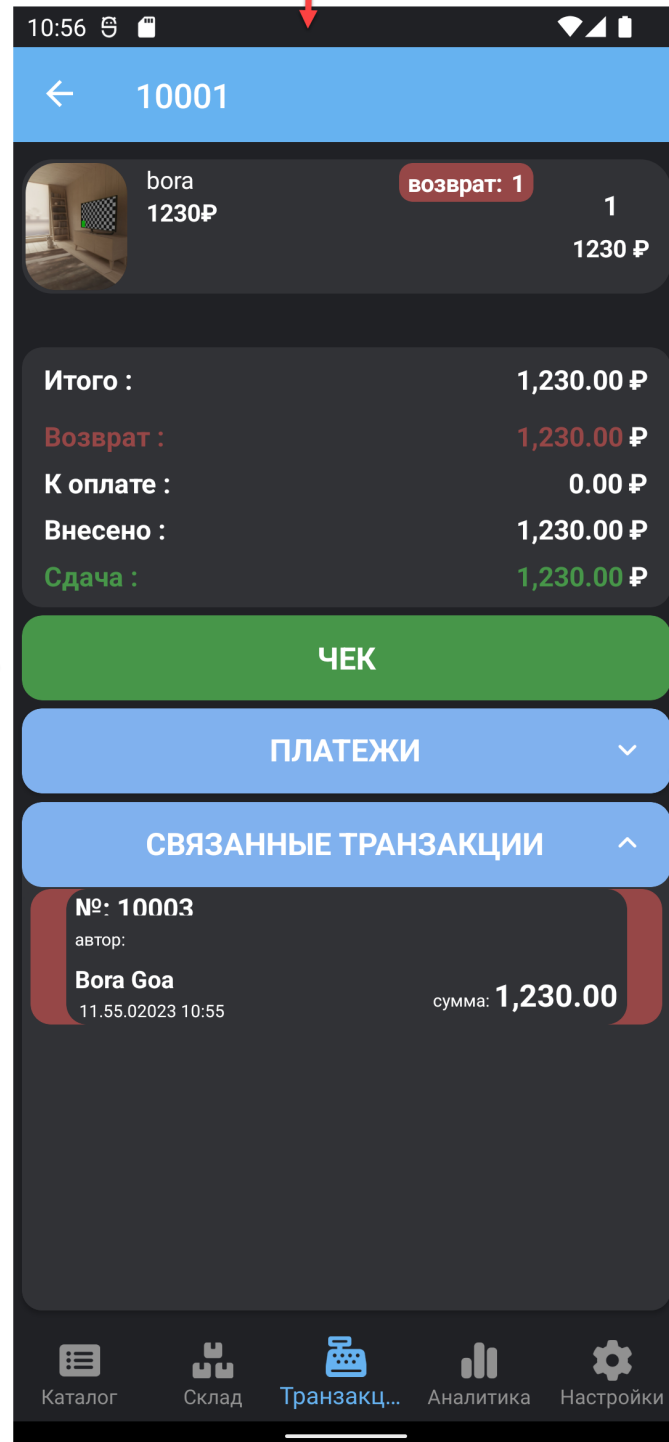 10:56
10001
bora
1230₽
возврат: 1
1
1230 ₽
Итого : 1,230.00 ₽
Возврат : 1,230.00 ₽
К оплате : 0.00 ₽
Внесено : 1,230.00 ₽
Сдача : 1,230.00 ₽
ЧЕК
ПЛАТЕЖИ
СВЯЗАННЫЕ ТРАНЗАКЦИИ
№: 10003
автор:
Bora Goa
11.55.02023 10:55
сумма: 1,230.00
Каталог Склад Транзакц... Аналитика Настройки